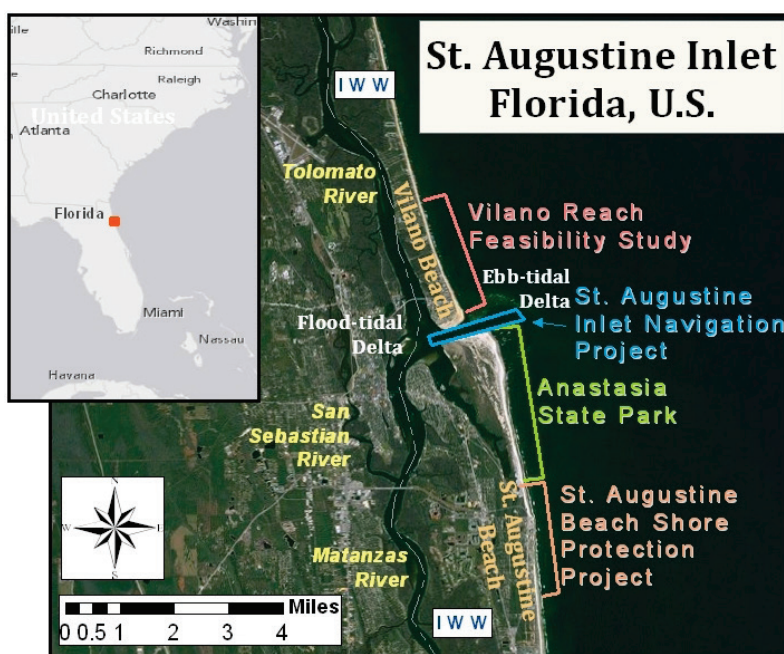 St. Augustine Inlet
Florida, U.S.
Washin
ville
Richmond
Raleigh
Charlotte
United States
Atlanta
Florida
Miami
Nassau
Havana
I W W
Tolomato
River
Vilano Beach
Vilano Reach
Feasibility Study
Ebb-tidal
Delta
St. Augustine
Inlet Navigation
Project
Flood-tidal
Delta
Anastasia
State Park
San
Sebastian
River
St. Augustine
Beach
St. Augustine
Beach Shore
Protection
Project
Matanzas
River
N
W
E
S
Miles
0 0.5 1 2 3 4
I W W